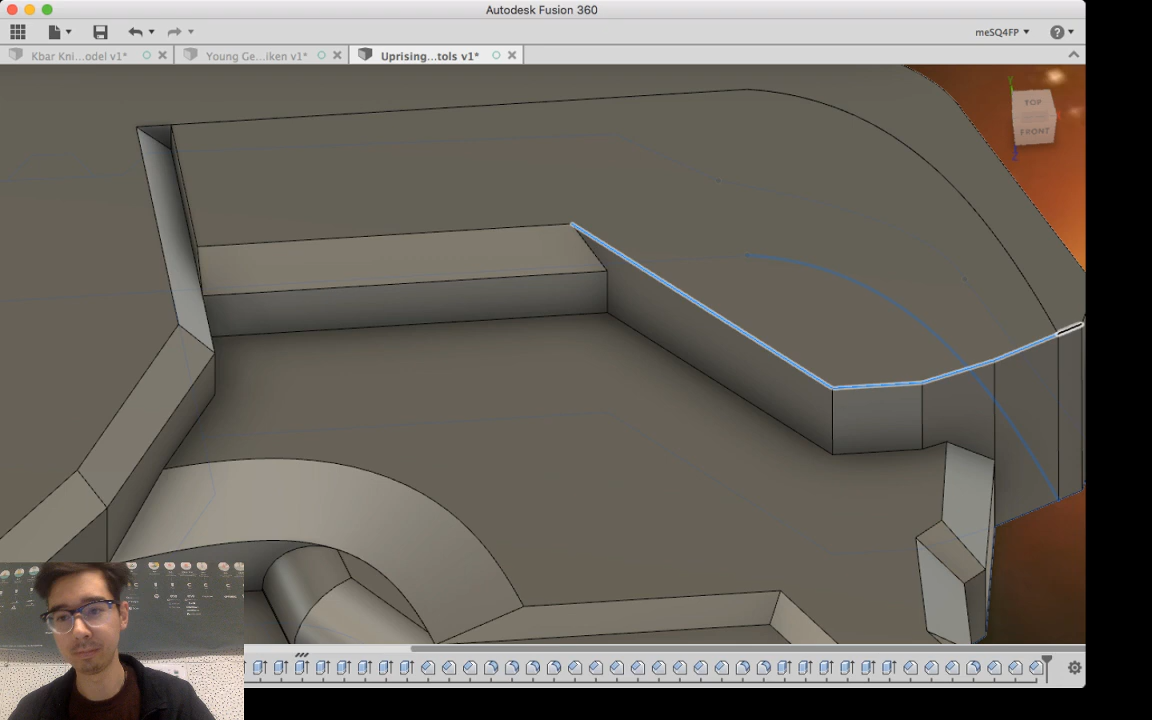 Autodesk Fusion 360
meSQ4FP
Kbar Kni...odel v1*
Young Ge...iken v1*
Uprising...tols v1*
TOP
FRONT